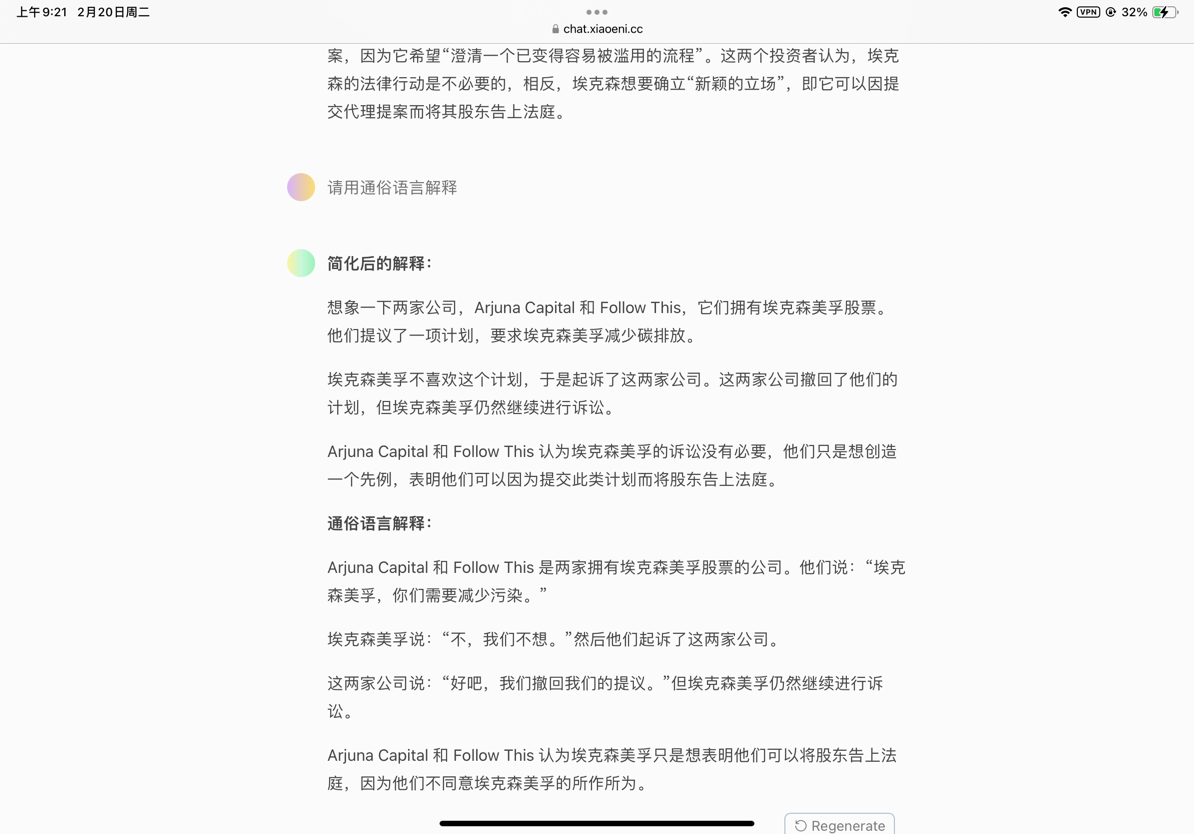 上午9:21 2月20日周二
VPN 32%
chat.xiaoeni.cc
案，因为它希望“澄清一个已变得容易被滥用的流程”。这两个投资者认为，埃克
森的法律行动是不必要的，相反，埃克森想要确立“新颖的立场”，即它可以因提
交代理提案而将其股东告上法庭。
请用通俗语言解释
简化后的解释：
想象一下两家公司，Arjuna Capital 和 Follow This，它们拥有埃克森美孚股票。
他们提议了一项计划，要求埃克森美孚减少碳排放。
埃克森美孚不喜欢这个计划，于是起诉了这两家公司。这两家公司撤回了他们的
计划，但埃克森美孚仍然继续进行诉讼。
Arjuna Capital 和 Follow This 认为埃克森美孚的诉讼没有必要，他们只是想创造
一个先例，表明他们可以因为提交此类计划而将股东告上法庭。
通俗语言解释：
Arjuna Capital 和 Follow This 是两家拥有埃克森美孚股票的公司。他们说：“埃克
森美孚，你们需要减少污染。”
埃克森美孚说：“不，我们不想。”然后他们起诉了这两家公司。
这两家公司说：“好吧，我们撤回我们的提议。”但埃克森美孚仍然继续进行诉
讼。
Arjuna Capital 和 Follow This 认为埃克森美孚只是想表明他们可以将股东告上法
庭，因为他们不同意埃克森美孚的所作所为。
Regenerate